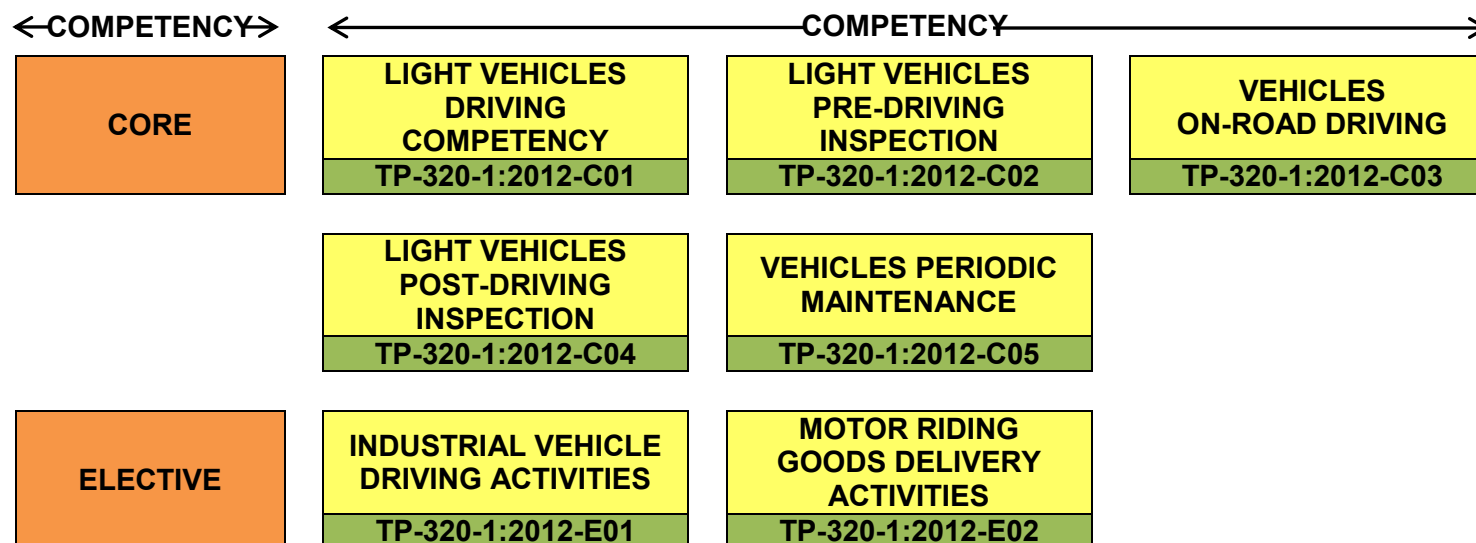 COMPETENCY
COMPETENCY
CORE
LIGHT VEHICLES
DRIVING
COMPETENCY
TP-320-1:2012-C01
LIGHT VEHICLES
PRE-DRIVING
INSPECTION
TP-320-1:2012-C02
VEHICLES
ON-ROAD DRIVING
TP-320-1:2012-C03
LIGHT VEHICLES
POST-DRIVING
INSPECTION
TP-320-1:2012-C04
VEHICLES PERIODIC
MAINTENANCE
TP-320-1:2012-C05
ELECTIVE
INDUSTRIAL VEHICLE
DRIVING ACTIVITIES
TP-320-1:2012-E01
MOTOR RIDING
GOODS DELIVERY
ACTIVITIES
TP-320-1:2012-E02